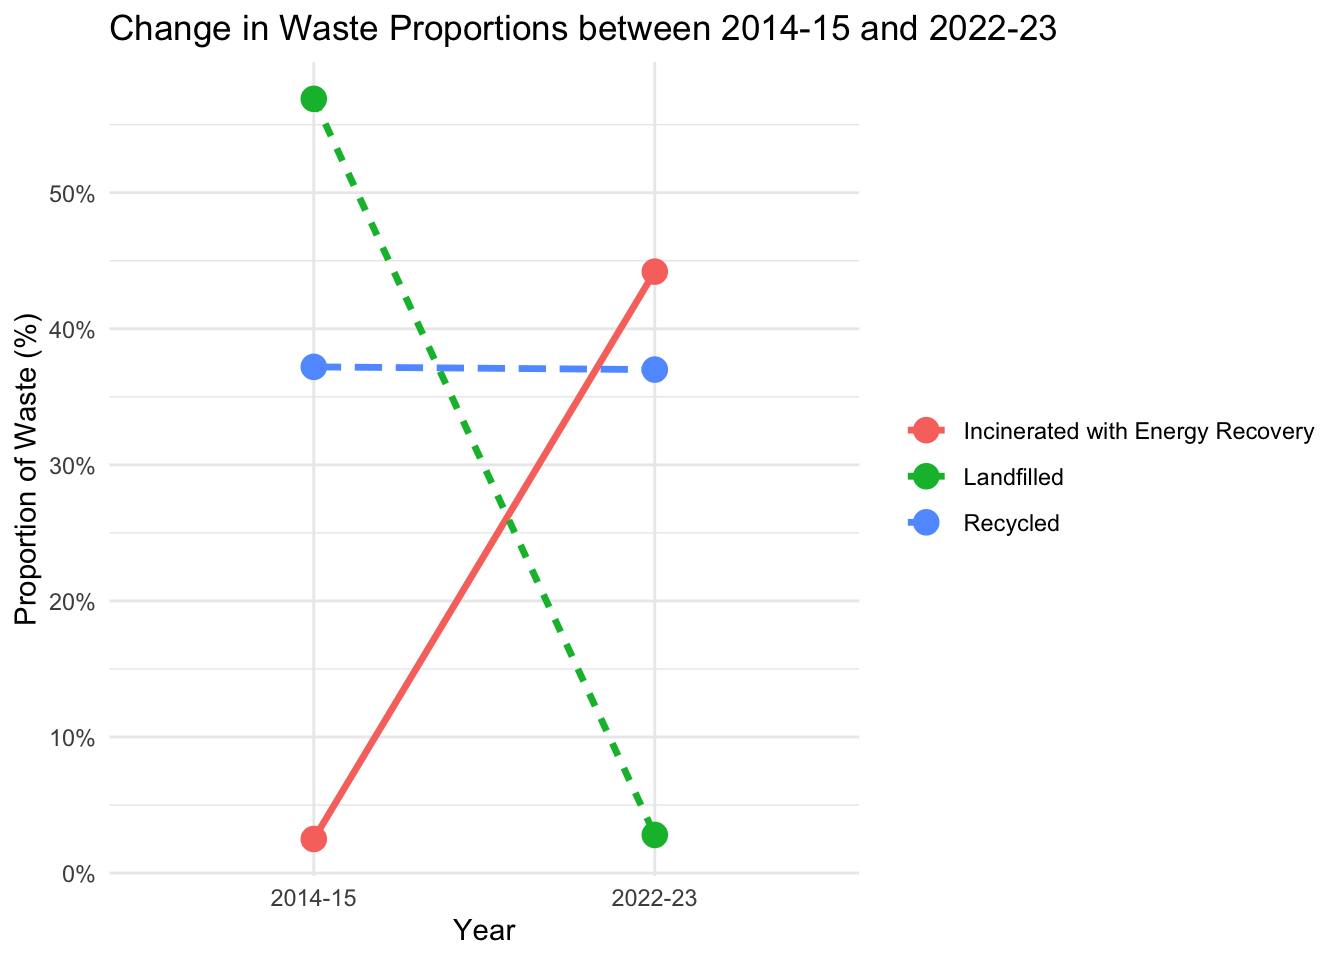 Change in Waste Proportions between 2014-15 and 2022-23
Proportion of Waste (%)
50%
40%
30%
20%
10%
0%
2014-15
2022-23
Year
Incinerated with Energy Recovery
Landfilled
Recycled